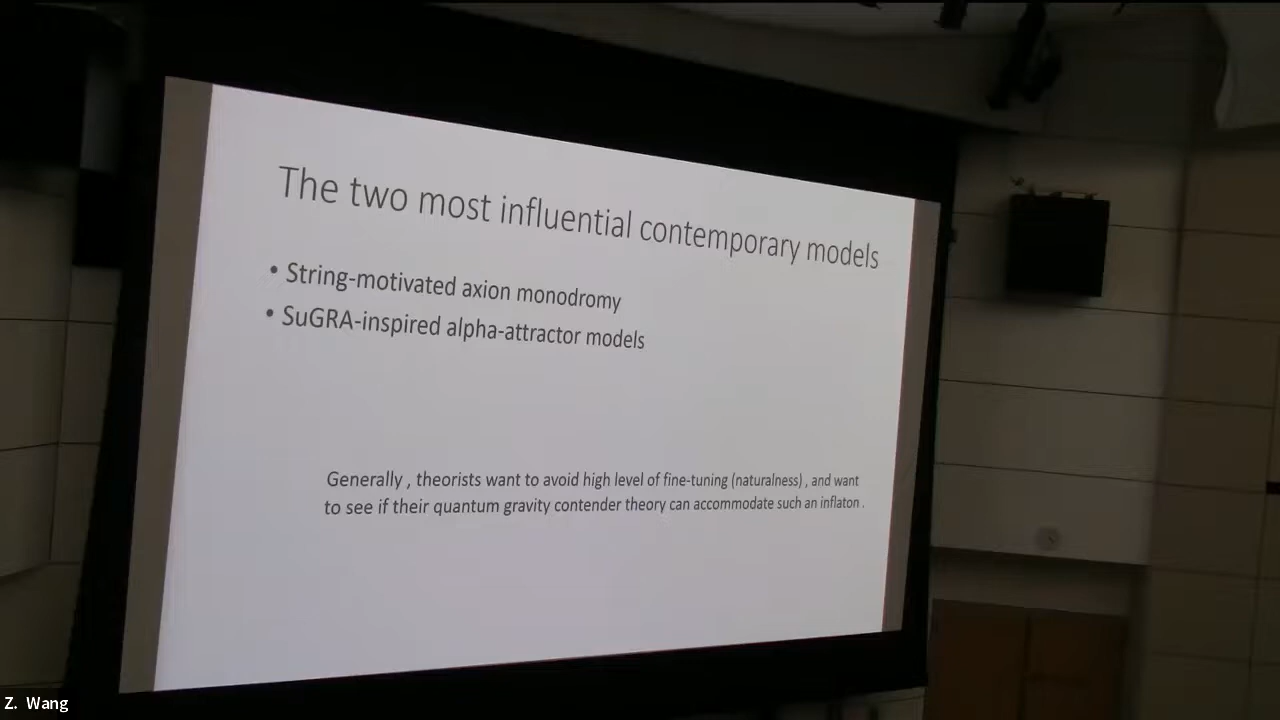 The two most influential contemporary models
• String-motivated axion monodromy
• SuGRA-inspired alpha-attractor models
Generally , theorists want to avoid high level of fine-tuning (naturalness) , and want
to see if their quantum gravity contender theory can accommodate such an inflaton .
Z. Wang